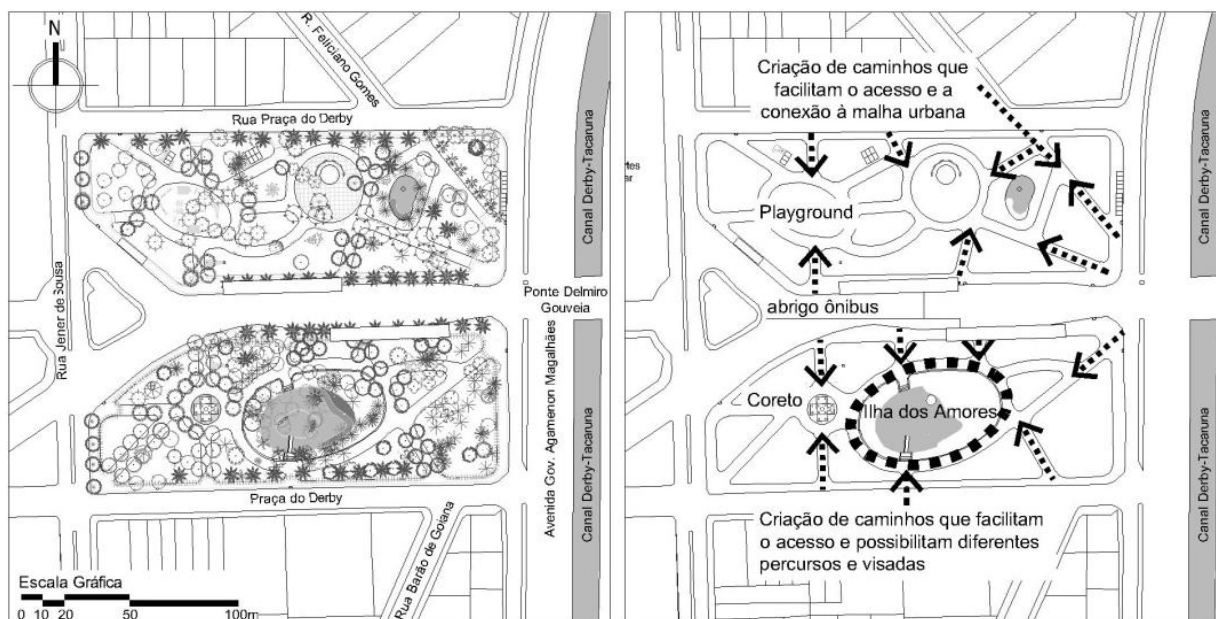 N
R. Feliciano Gomes
Rua Praça do Derby
Canal Derby-Tacaruna
Rua Jener de Sousa
Ponte Delmiro
Gouveia
Avenida Gov. Agamenon Magalhães
Canal Derby-Tacaruna
Praça do Derby
Rua Barão de Goiana
Escala Gráfica
0 10 20 50 100m
Criação de caminhos que
facilitam o acesso e a
conexão à malha urbana
Canal Derby-Tacaruna
Playground
abrigo ônibus
Coreto
Ilha dos Amores
Canal Derby-Tacaruna
Criação de caminhos que facilitam
o acesso e possibilitam diferentes
percursos e visadas